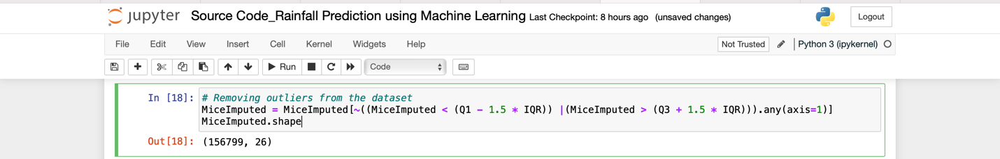 jupyter Source Code_Rainfall Prediction using Machine Learning Last Checkpoint: 8 hours ago (unsaved changes) Logout
File Edit View Insert Cell Kernel Widgets Help Not Trusted Python 3 (ipykernel)
Run Code
In [18]: # Removing outliers from the dataset
MiceImputed = MiceImputed[~((MiceImputed < (Q1 - 1.5 * IQR)) |(MiceImputed > (Q3 + 1.5 * IQR))).any(axis=1)]
MiceImputed.shape
Out[18]: (156799, 26)